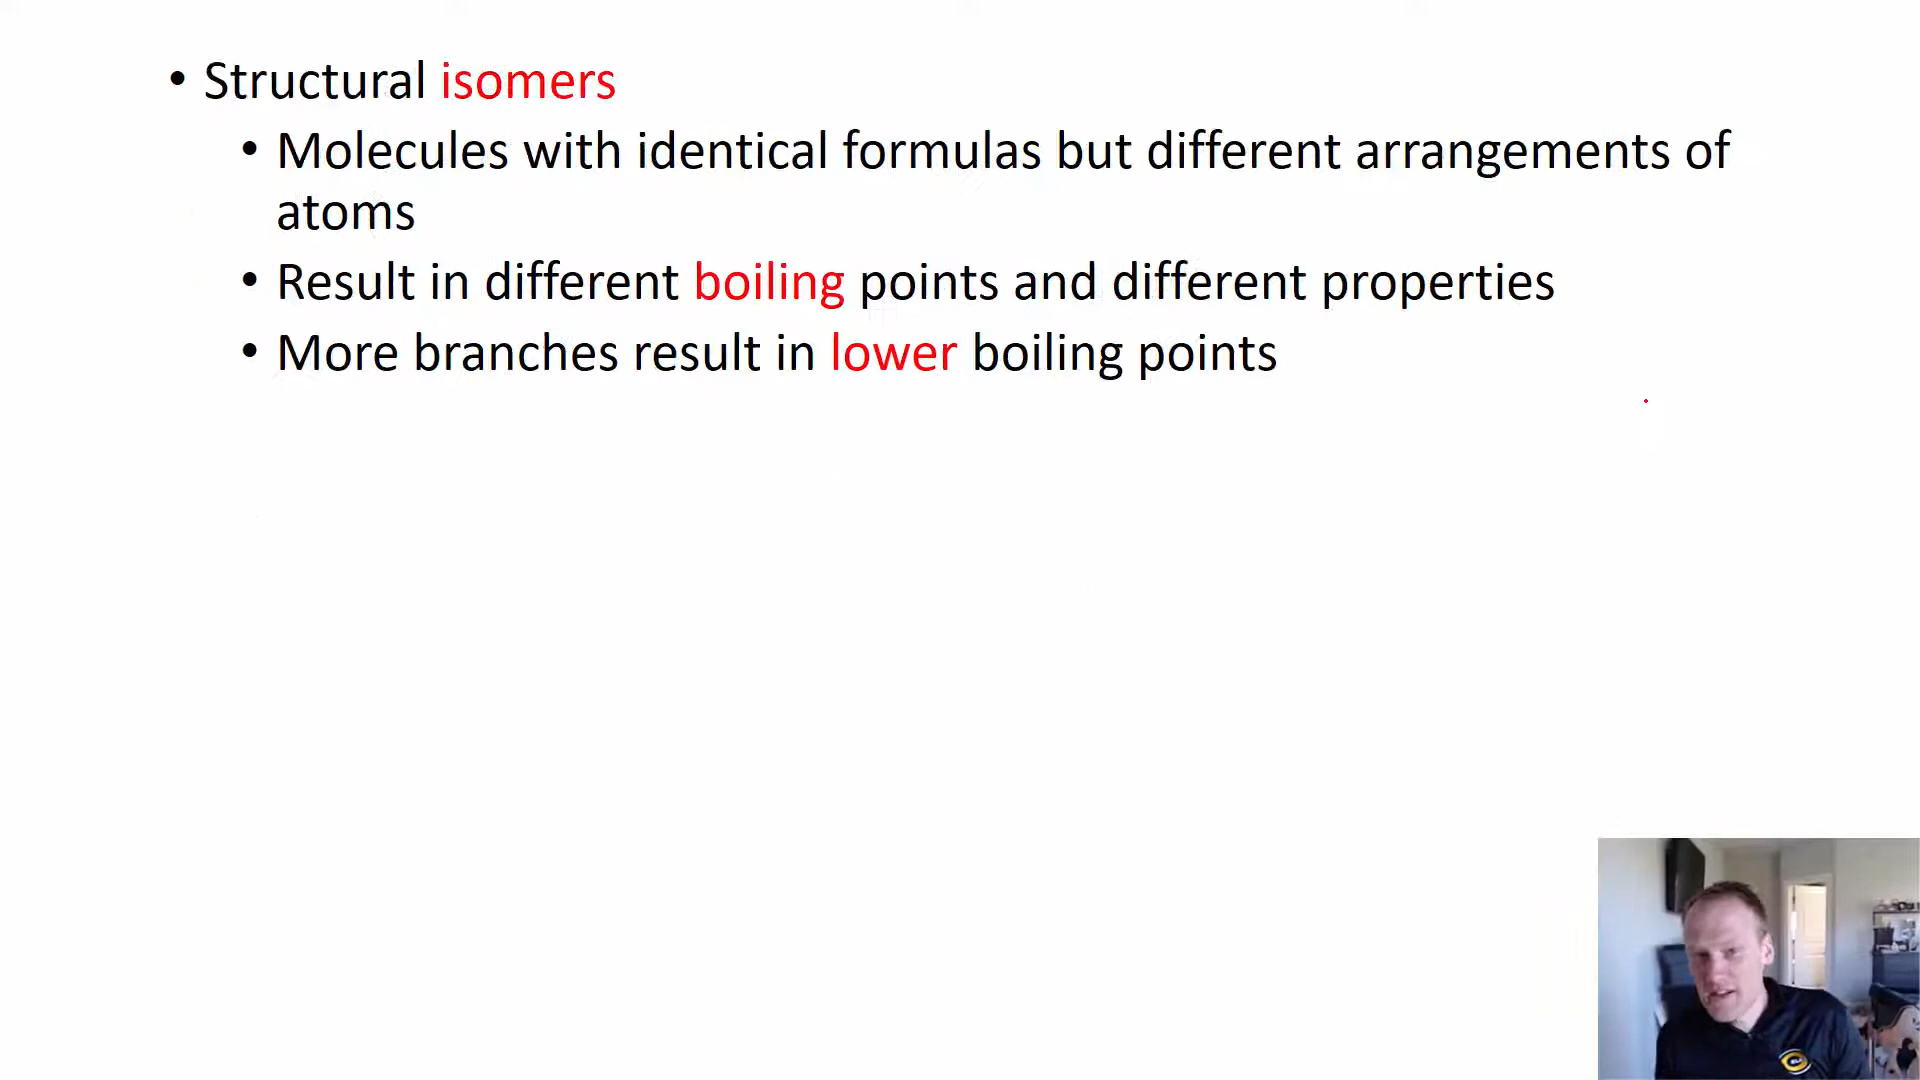 • Structural isomers
• Molecules with identical formulas but different arrangements of
atoms
• Result in different boiling points and different properties
• More branches result in lower boiling points